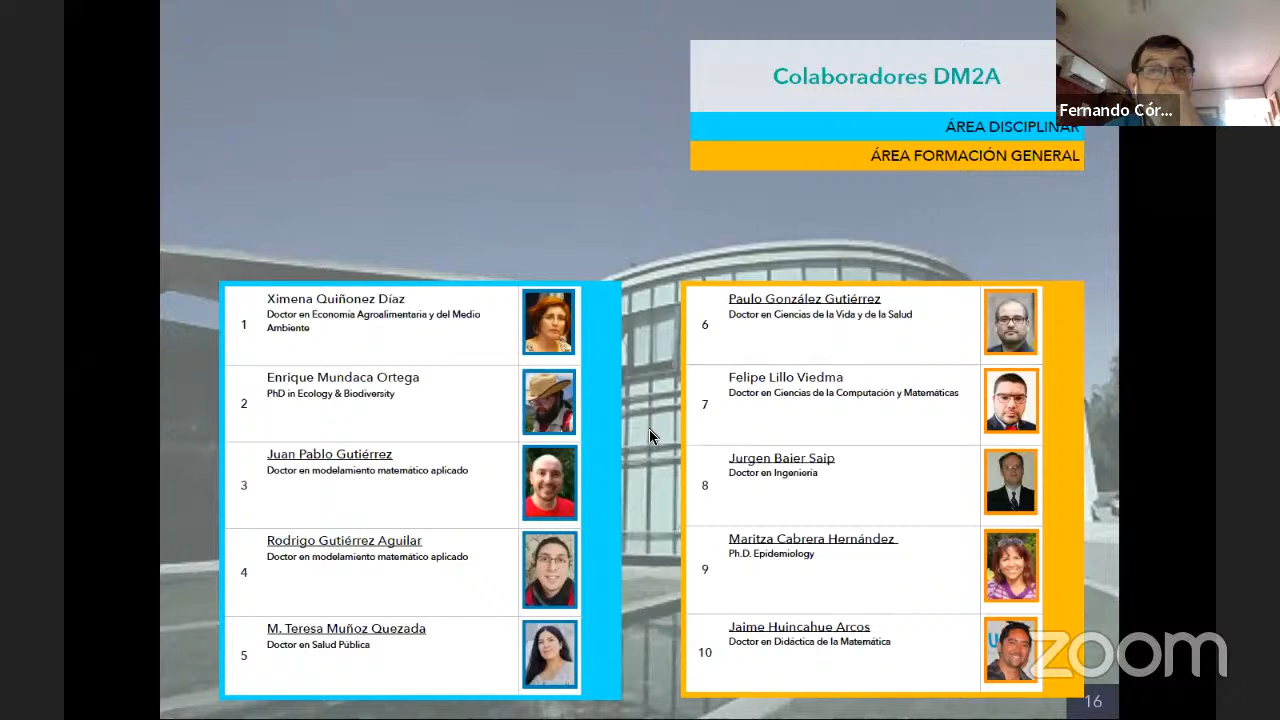 Colaboradores DM2A
ÁREA DISCIPLINAR
ÁREA FORMACIÓN GENERAL
Fernando Cór...
1
Ximena Quiñonez Díaz
Doctor en Economía Agroalimentaria y del Medio
Ambiente
2
Enrique Mundaca Ortega
PhD in Ecology & Biodiversity
3
Juan Pablo Gutiérrez
Doctor en modelamiento matemático aplicado
4
Rodrigo Gutiérrez Aguilar
Doctor en modelamiento matemático aplicado
5
M. Teresa Muñoz Quezada
Doctor en Salud Pública
6
Paulo González Gutiérrez
Doctor en Ciencias de la Vida y de la Salud
7
Felipe Lillo Viedma
Doctor en Ciencias de la Computación y Matemáticas
8
Jurgen Baier Saip
Doctor en Ingeniería
9
Maritza Cabrera Hernández
Ph.D. Epidemiology
10
Jaime Huincahue Arcos
Doctor en Didáctica de la Matemática
zoom
16